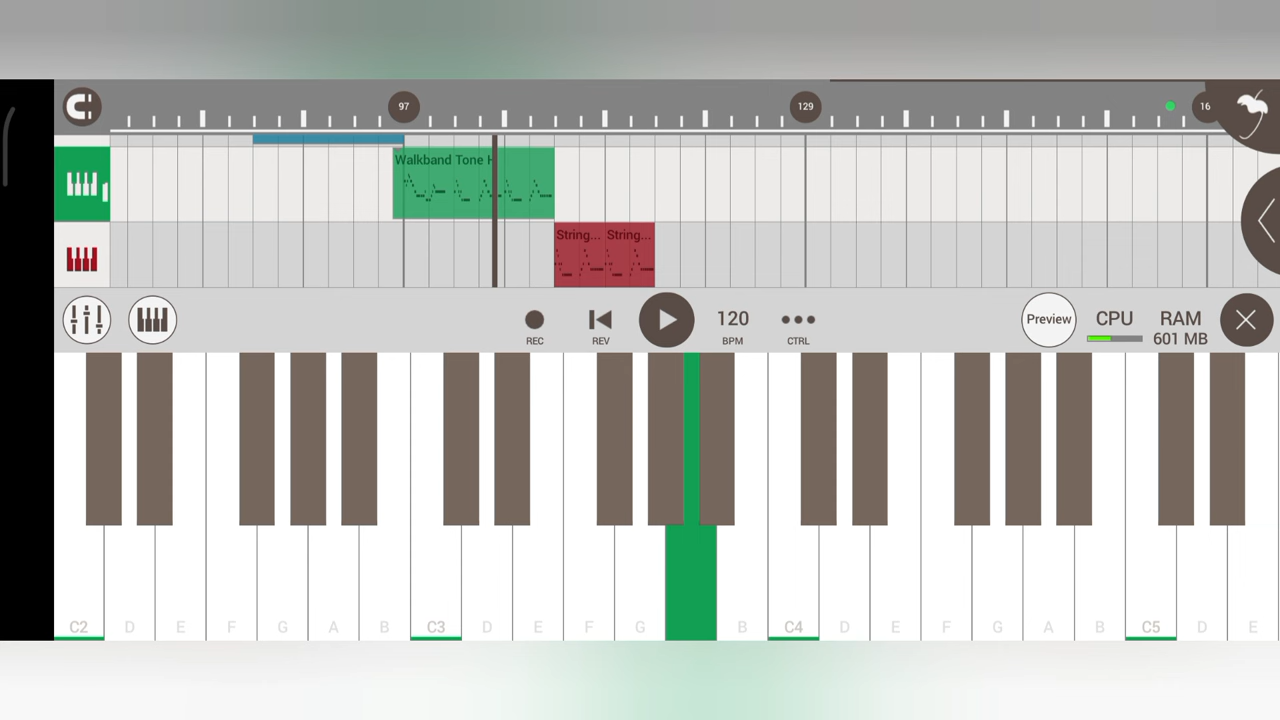 97
129
16
Walkband Tone H
String...
String...
120
Preview
CPU
RAM
601 MB
REC
REV
BPM
CTRL
C2 D E F G A B C3 D E F G B C4 D E F G A B C5 D E